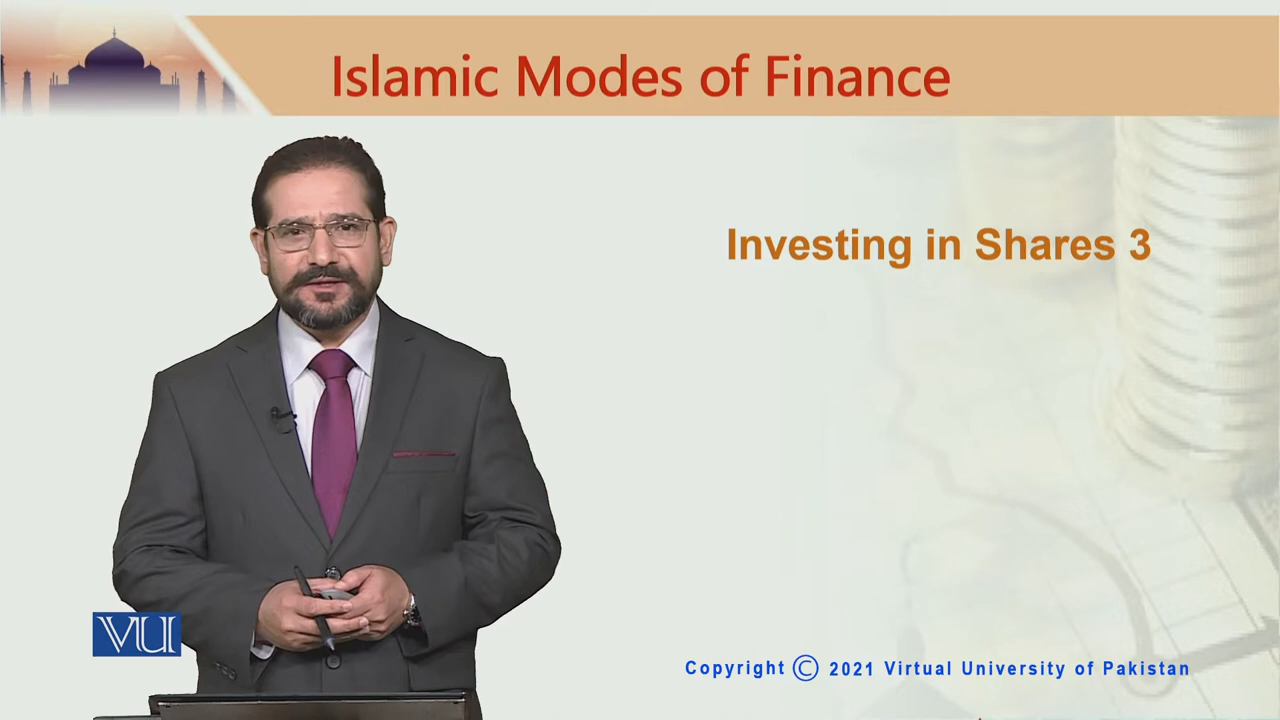 Islamic Modes of Finance
Investing in Shares 3
VU
Copyright © 2021 Virtual University of Pakistan